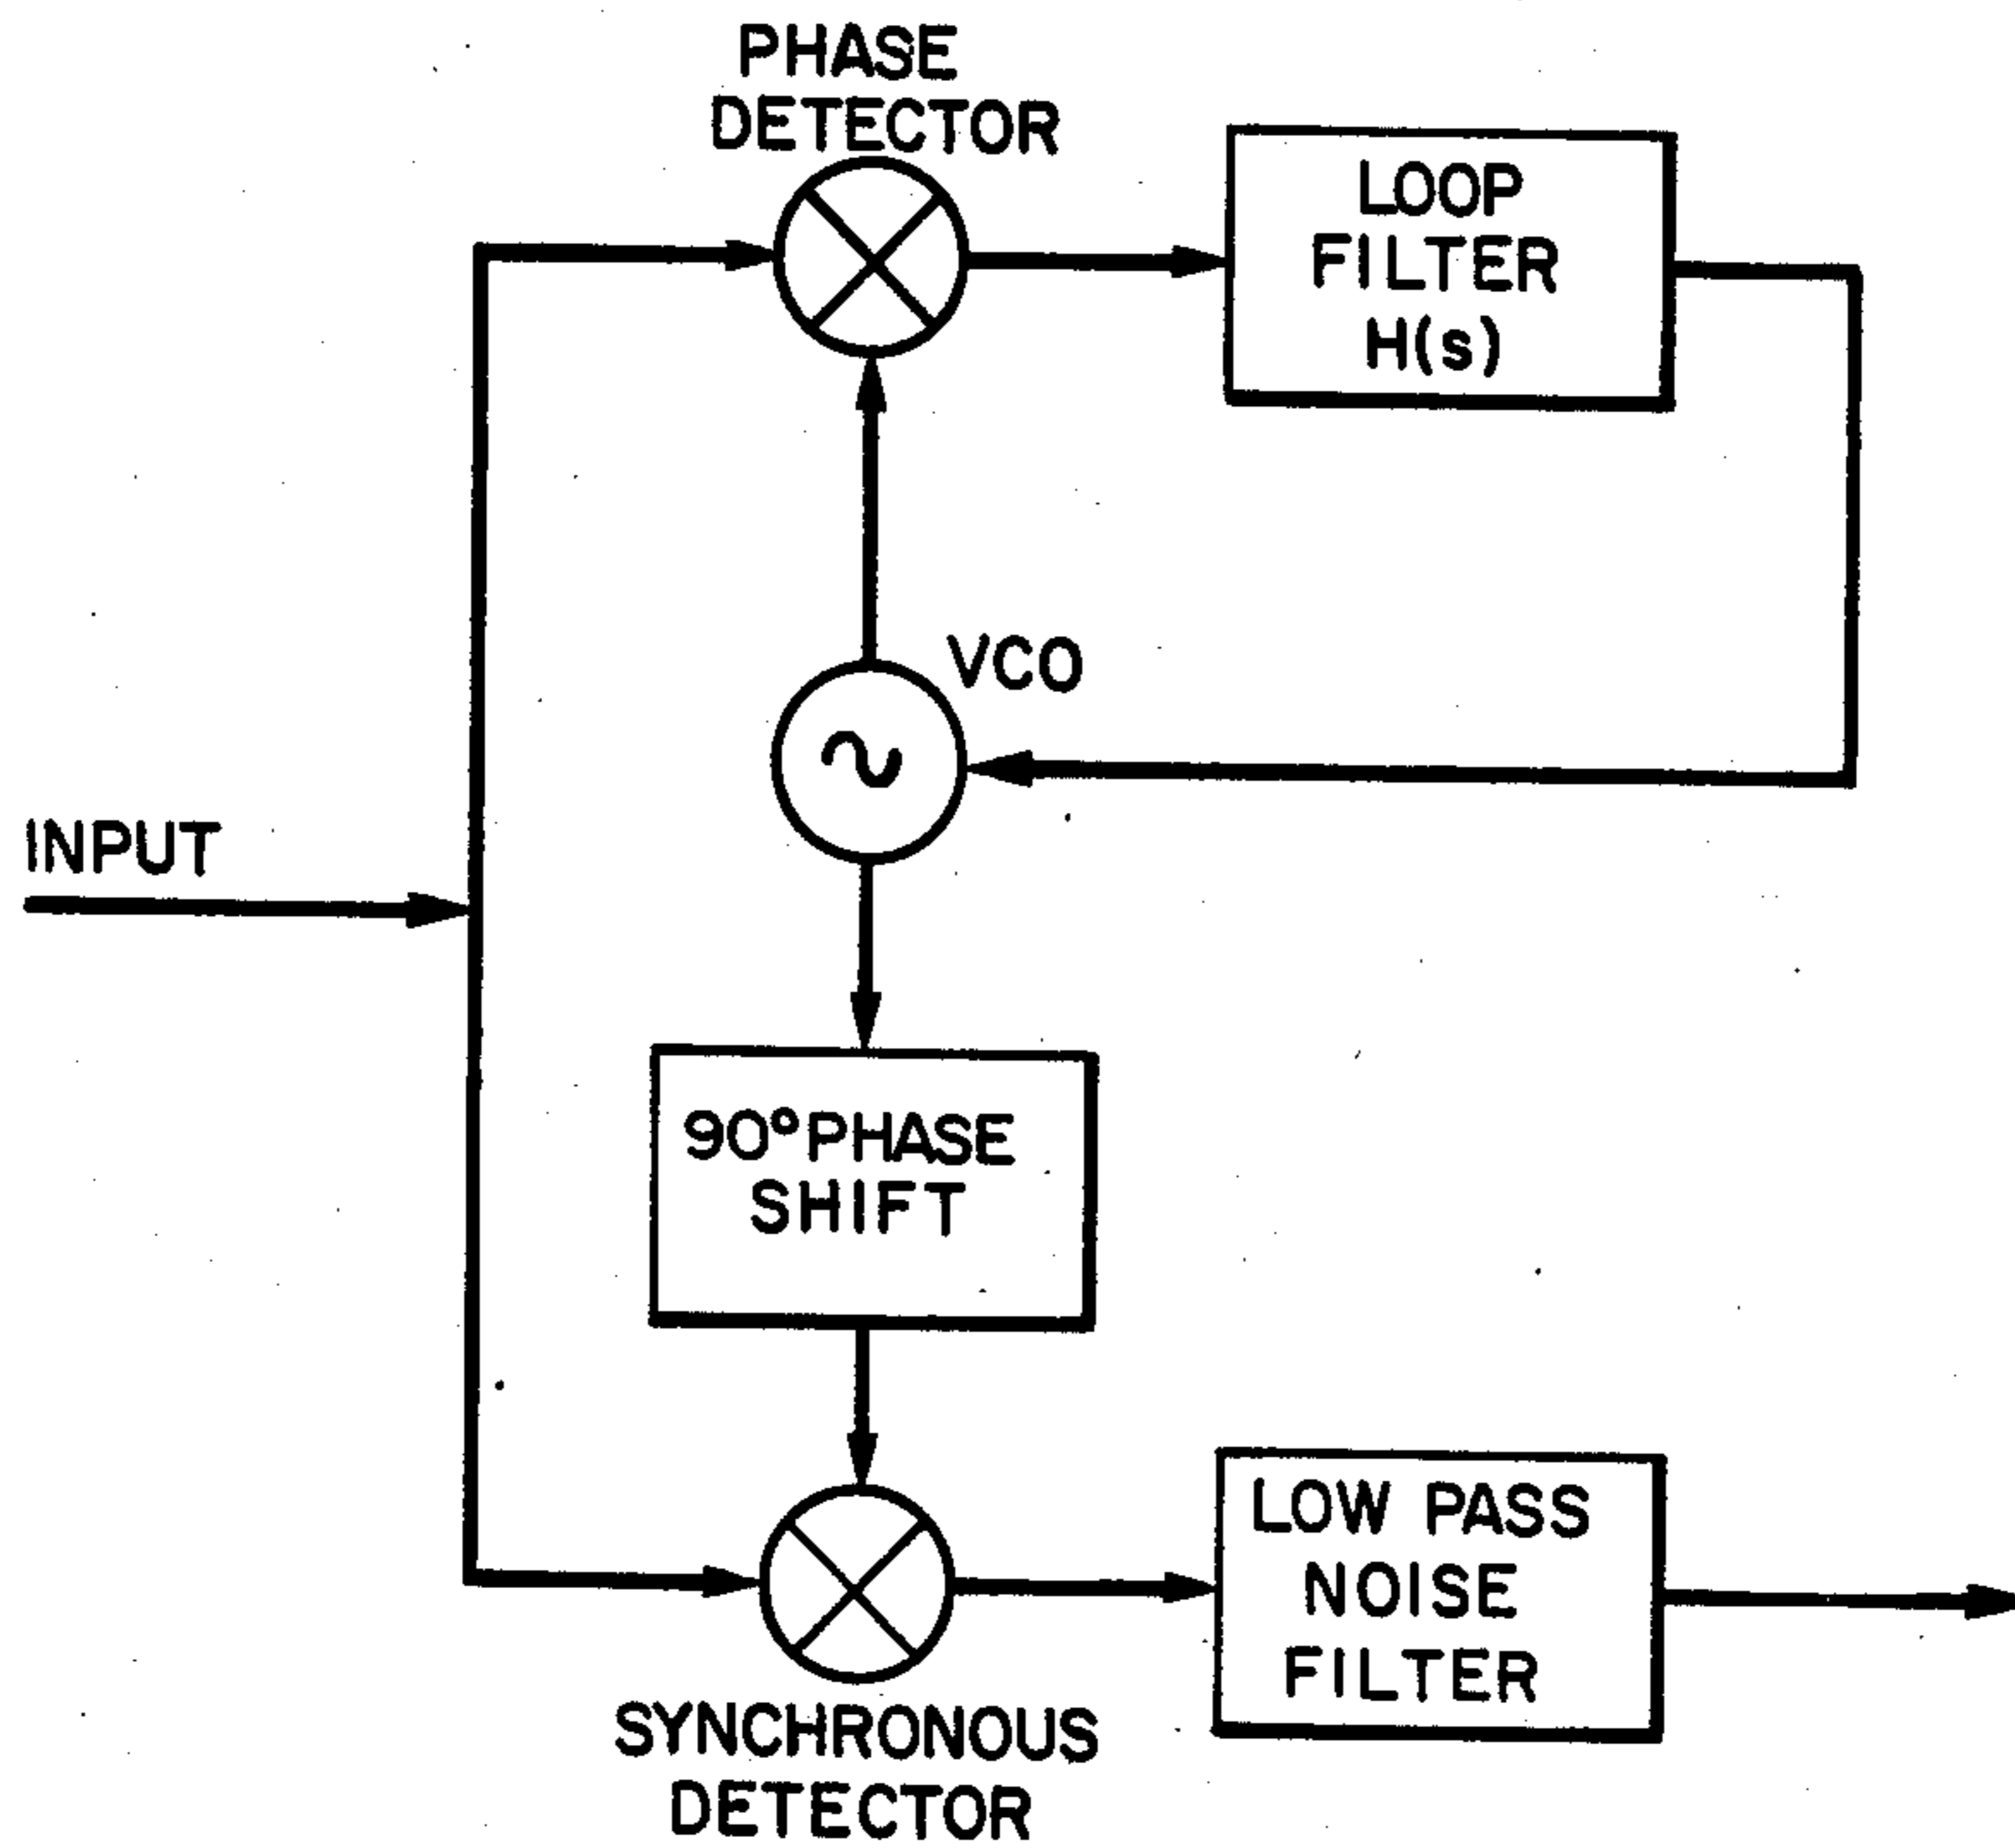 PHASE
DETECTOR
LOOP
FILTER
H(s)
VCO
INPUT
90° PHASE
SHIFT
LOW PASS
NOISE
FILTER
SYNCHRONOUS
DETECTOR